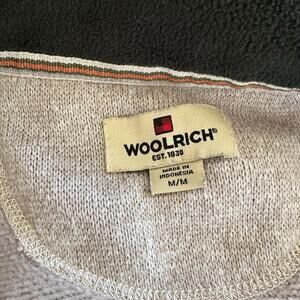 WOOLRICH®
EST. 1830
MADE IN
INDONESIA
M/M